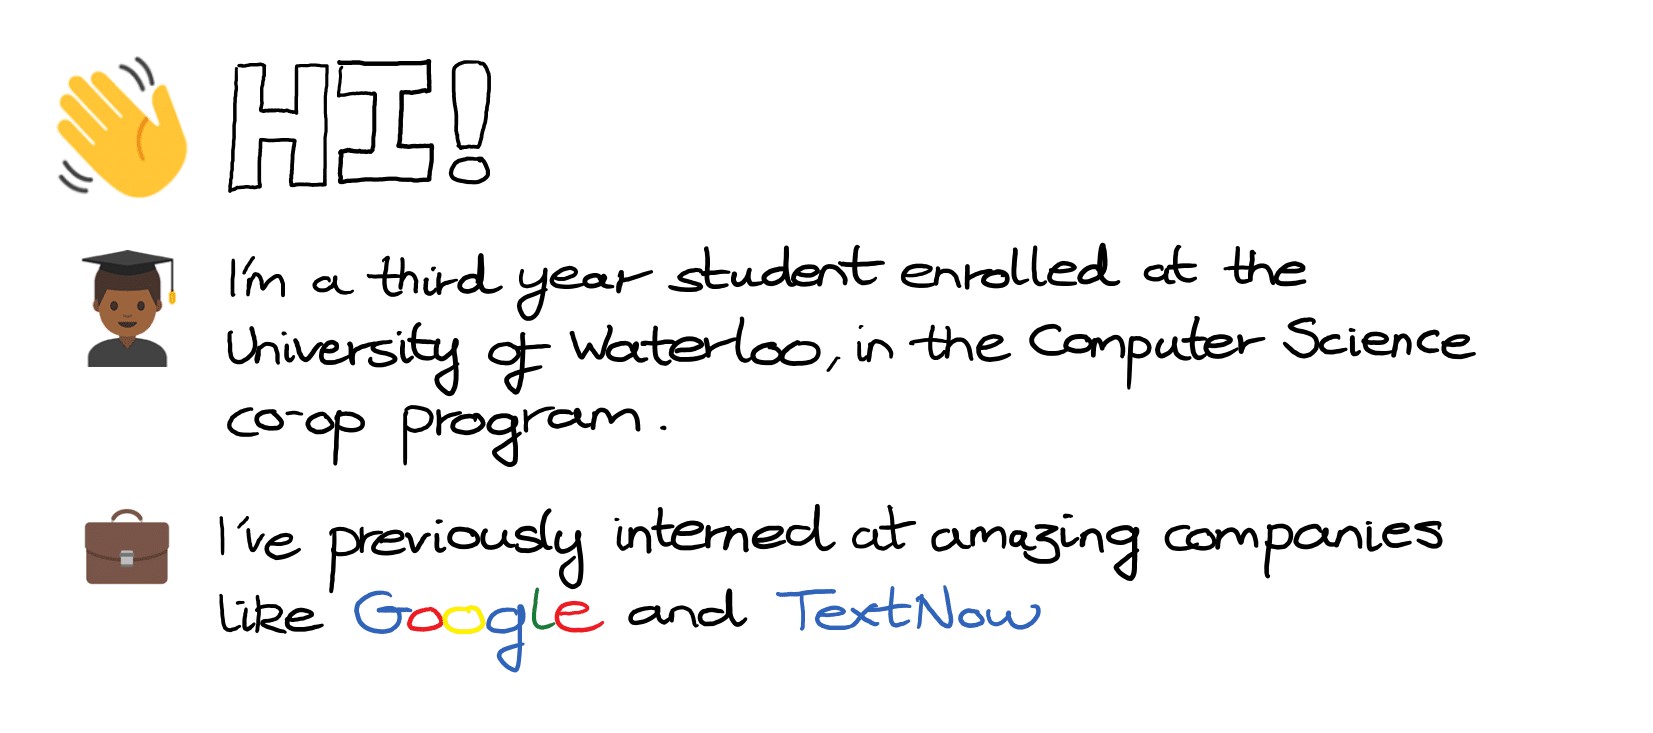 HI!
I'm a third year student enrolled at the
University of Waterloo, in the Computer Science
co-op program.
I've previously interned at amazing companies
like Google and TextNow